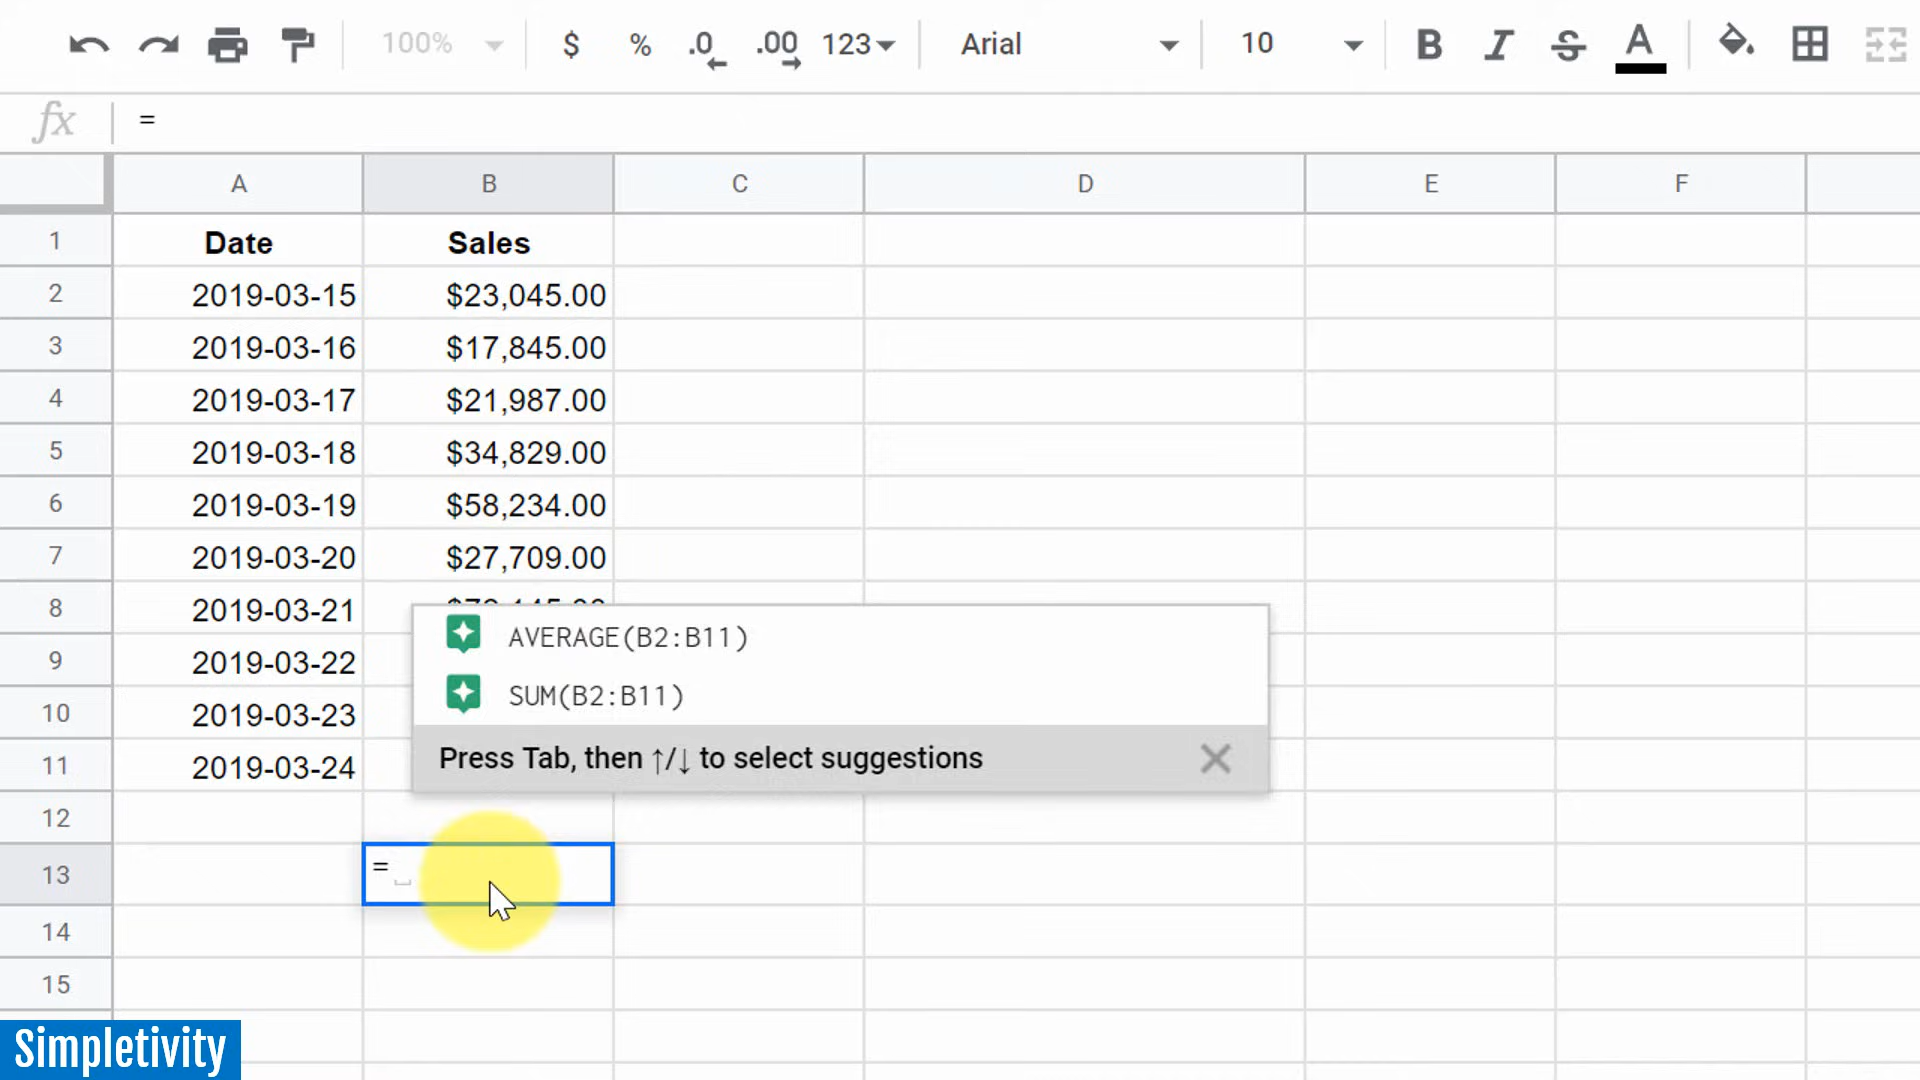 100% $ % .0 .00 123 Arial 10 B I S A
fx =
A B C D E F
1 Date Sales
2 2019-03-15 $23,045.00
3 2019-03-16 $17,845.00
4 2019-03-17 $21,987.00
5 2019-03-18 $34,829.00
6 2019-03-19 $58,234.00
7 2019-03-20 $27,709.00
8 2019-03-21
AVERAGE(B2:B11)
9 2019-03-22
SUM(B2:B11)
10 2019-03-23
Press Tab, then ↑/↓ to select suggestions
11 2019-03-24
12
13 =
14
15
Simpletivity